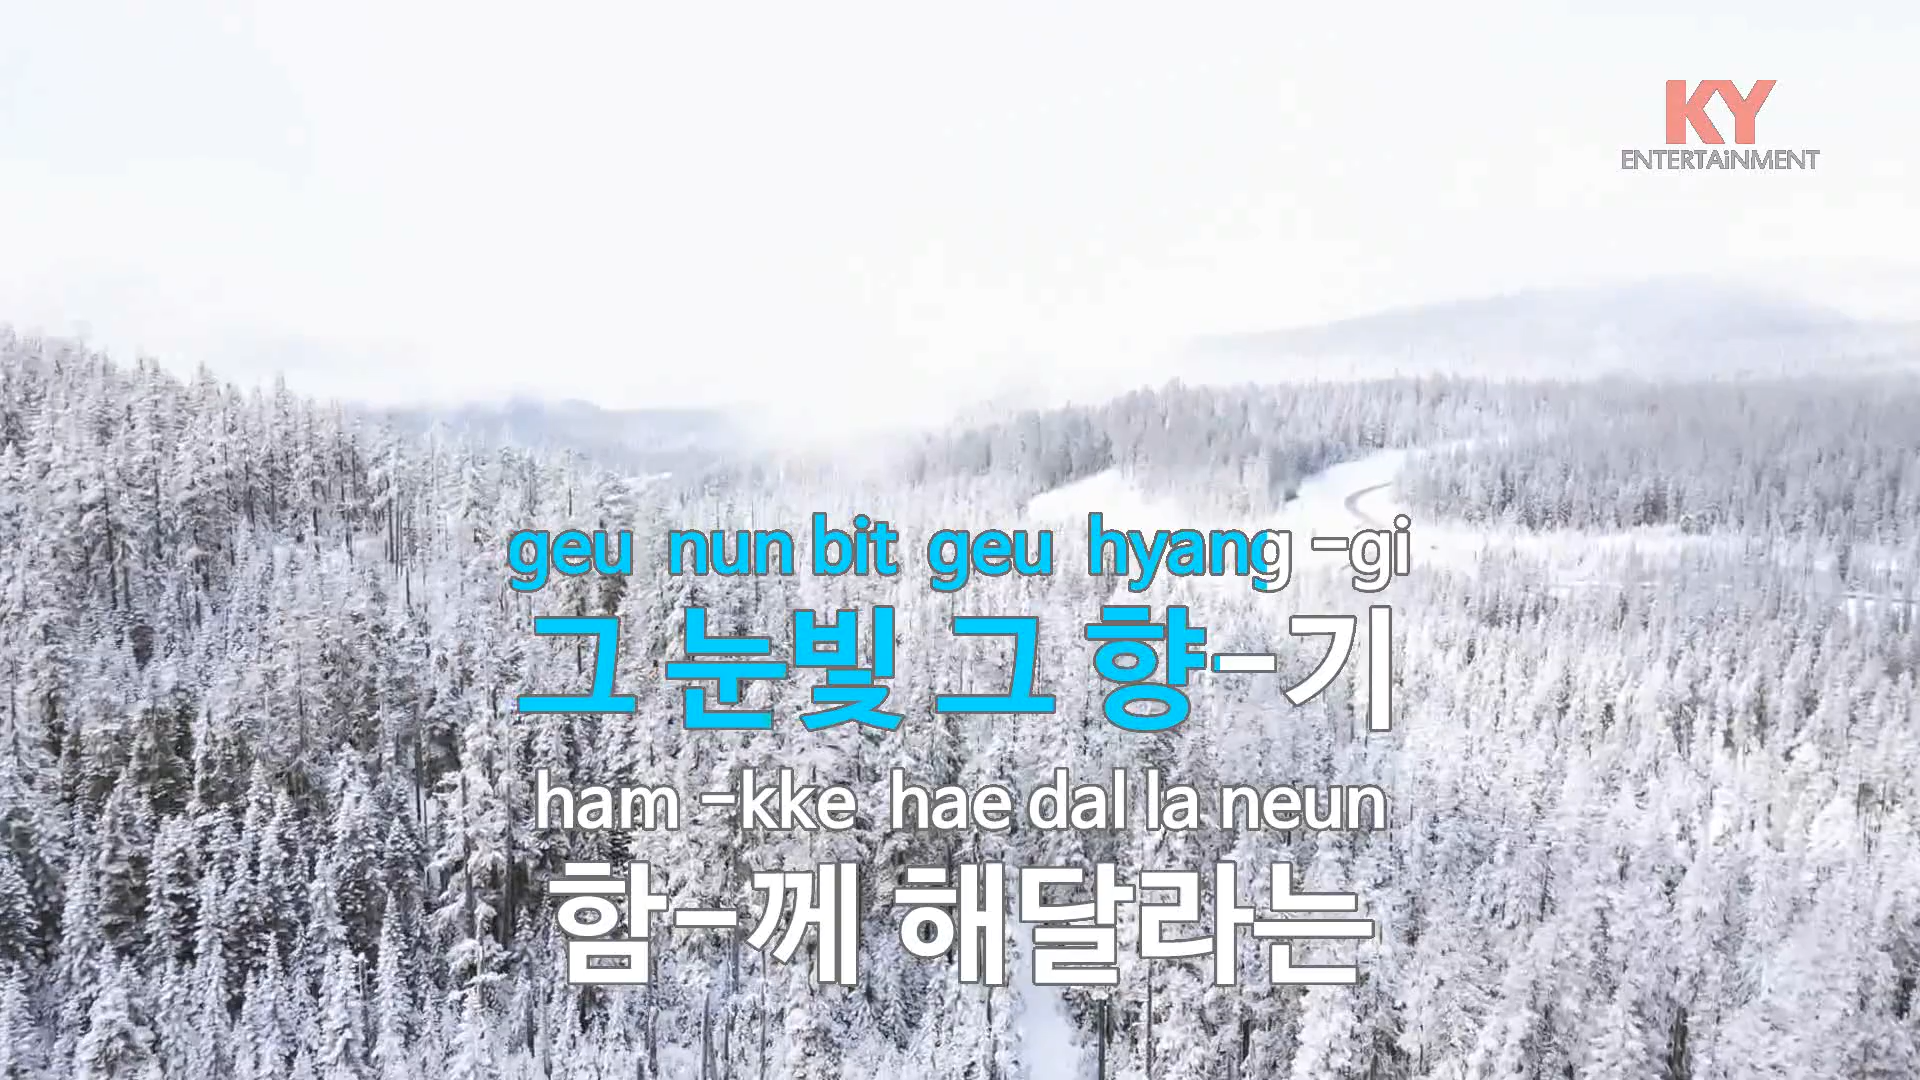 KY
ENTERTAiNMENT
geu nun bit geu hyang -gi
그 눈빛 그 향-기
ham -kke hae dal la neun
함-께 해달라는